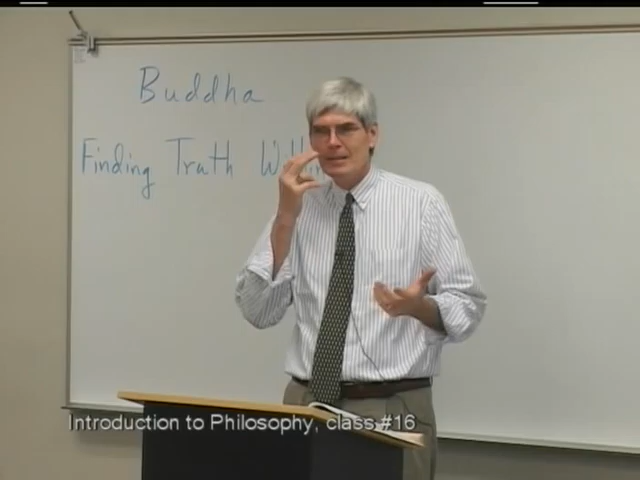 Buddha
Finding Truth
Introduction to Philosophy, class #16